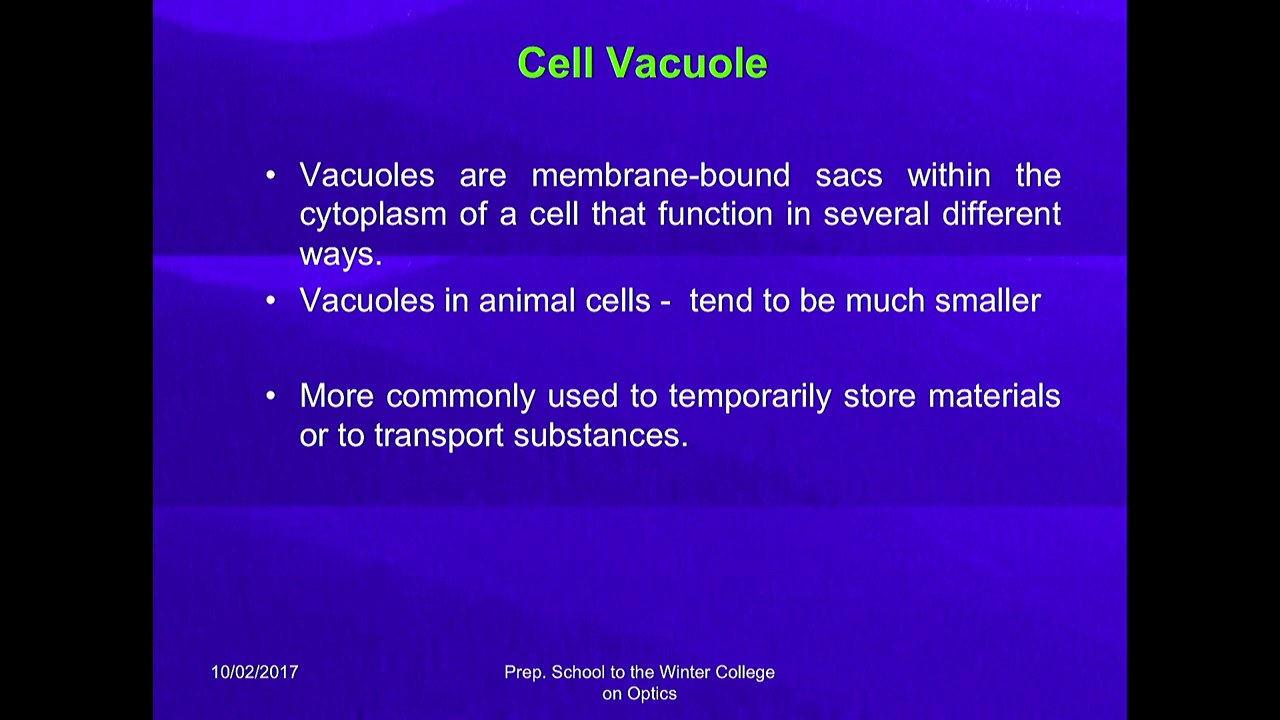 Cell Vacuole
• Vacuoles are membrane-bound sacs within the
cytoplasm of a cell that function in several different
ways.
• Vacuoles in animal cells - tend to be much smaller
• More commonly used to temporarily store materials
or to transport substances.
10/02/2017
Prep. School to the Winter College
on Optics